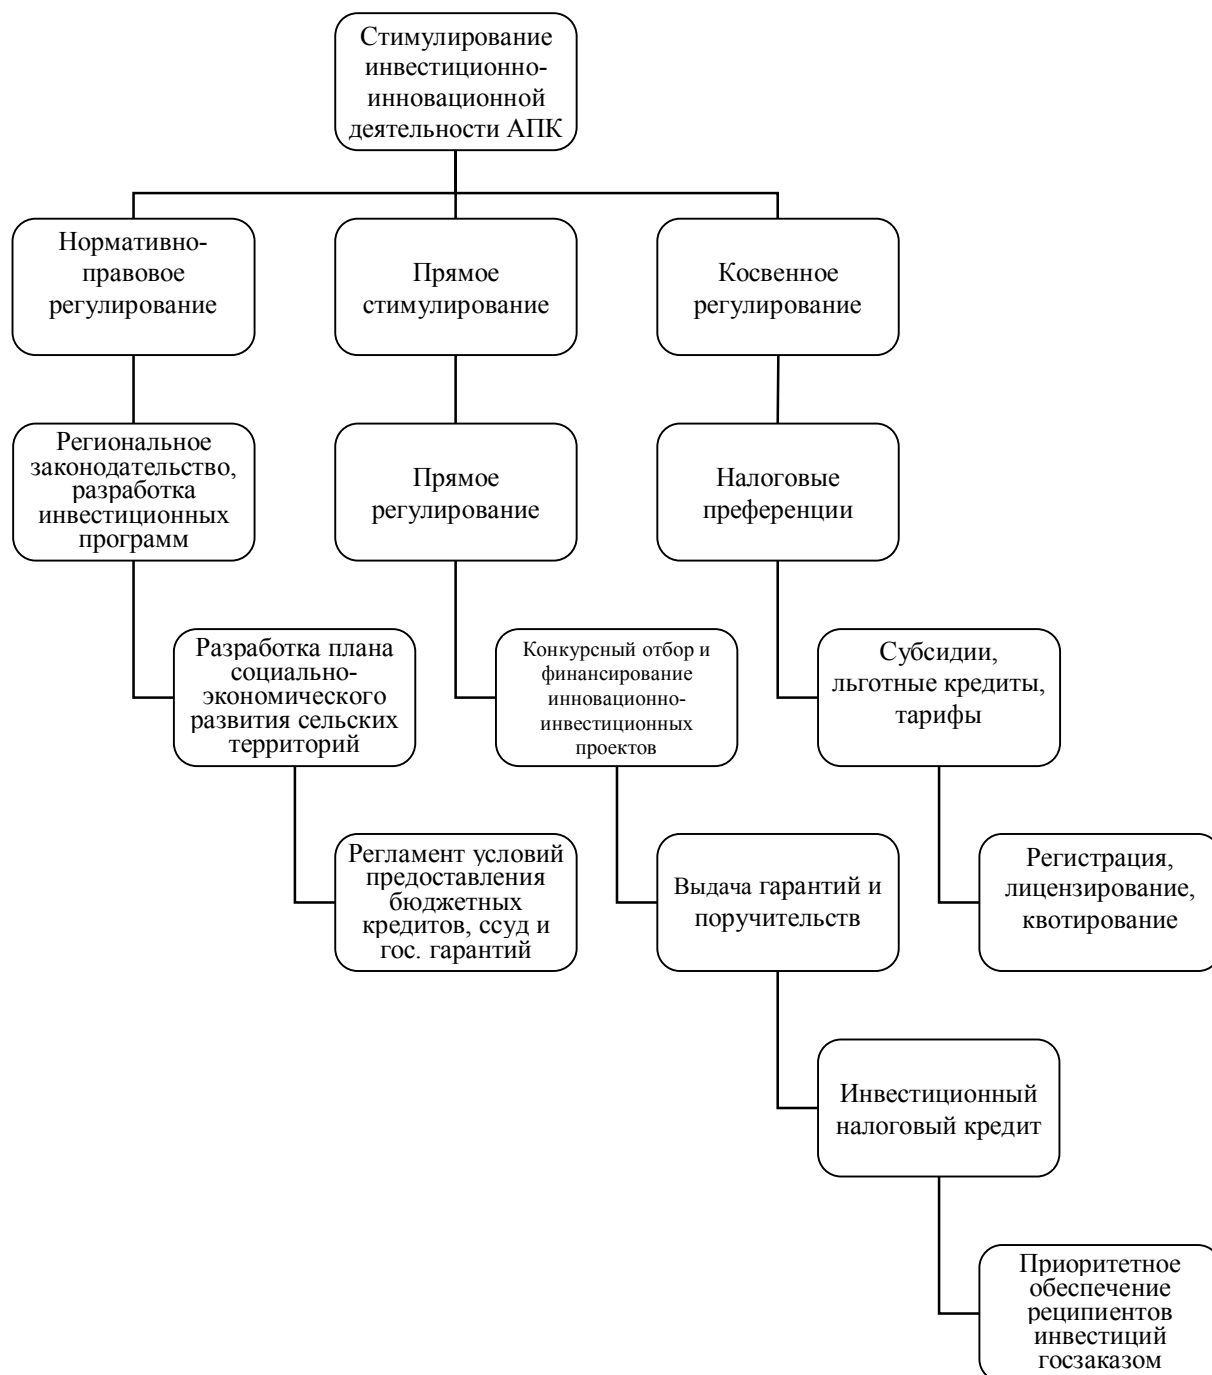 Стимулирование
инвестиционно-
инновационной
деятельности АПК
Нормативно-
правовое
регулирование
Прямое
стимулирование
Косвенное
регулирование
Региональное
законодательство,
разработка
инвестиционных
программ
Прямое
регулирование
Налоговые
преференции
Разработка плана
социально-
экономического
развития сельских
территорий
Конкурсный отбор и
финансирование
инновационно-
инвестиционных
проектов
Субсидии,
льготные кредиты,
тарифы
Регламент условий
предоставления
бюджетных
кредитов, ссуд и
гос. гарантий
Выдача гарантий и
поручительств
Регистрация,
лицензирование,
квотирование
Инвестиционный
налоговый кредит
Приоритетное
обеспечение
реципиентов
инвестиций
госзаказом